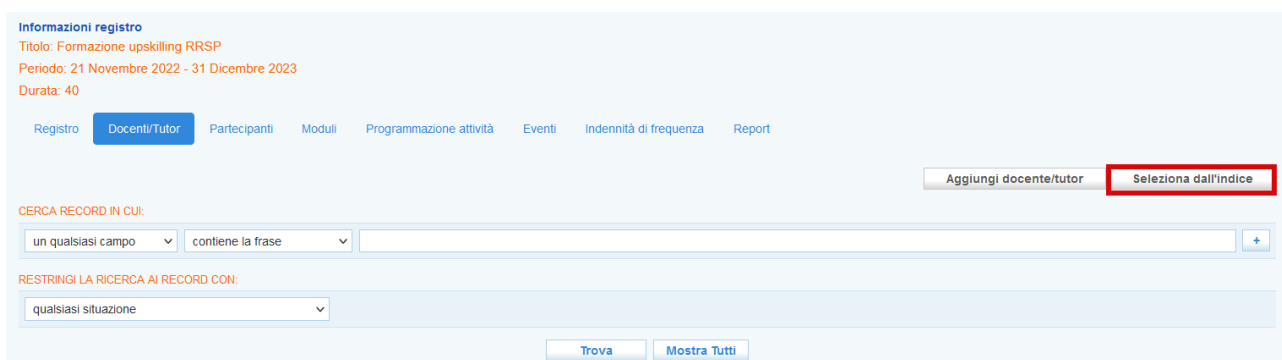 Informazioni registro
Titolo: Formazione upskilling RRSP
Periodo: 21 Novembre 2022 - 31 Dicembre 2023
Durata: 40
Registro Docenti/Tutor Partecipanti Moduli Programmazione attività Eventi Indennità di frequenza Report
Aggiungi docente/tutor Seleziona dall'indice
CERCA RECORD IN CUI:
un qualsiasi campo contiene la frase +
RESTRINGI LA RICERCA AI RECORD CON:
qualsiasi situazione
Trova Mostra Tutti